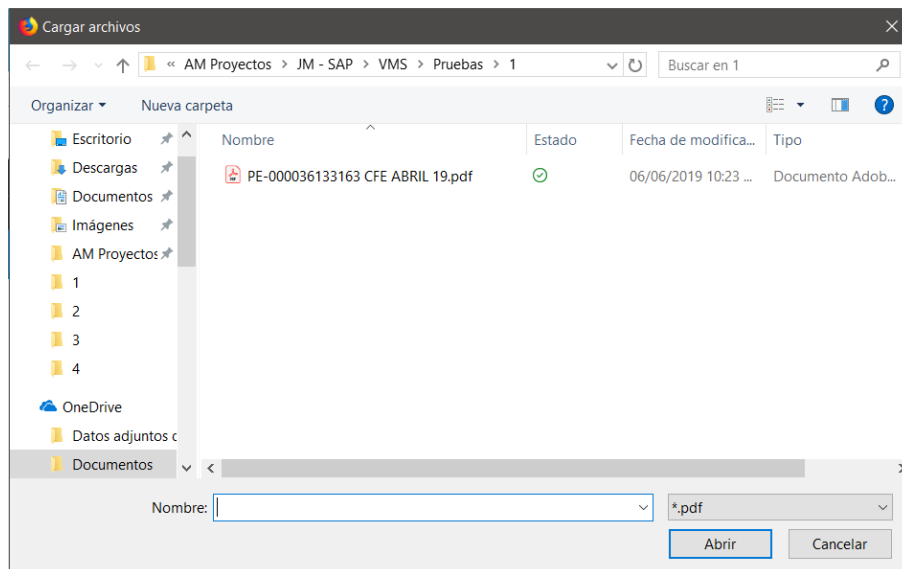 Cargar archivos
« AM Proyectos > JM - SAP > VMS > Pruebas > 1
Buscar en 1
Organizar
Nueva carpeta
Escritorio
Descargas
Documentos
Imágenes
AM Proyectos
1
2
3
4
OneDrive
Datos adjuntos d
Documentos
Nombre Estado Fecha de modifica... Tipo
PE-000036133163 CFE ABRIL 19.pdf 06/06/2019 10:23 ... Documento Adob...
Nombre:
*.pdf
Abrir
Cancelar